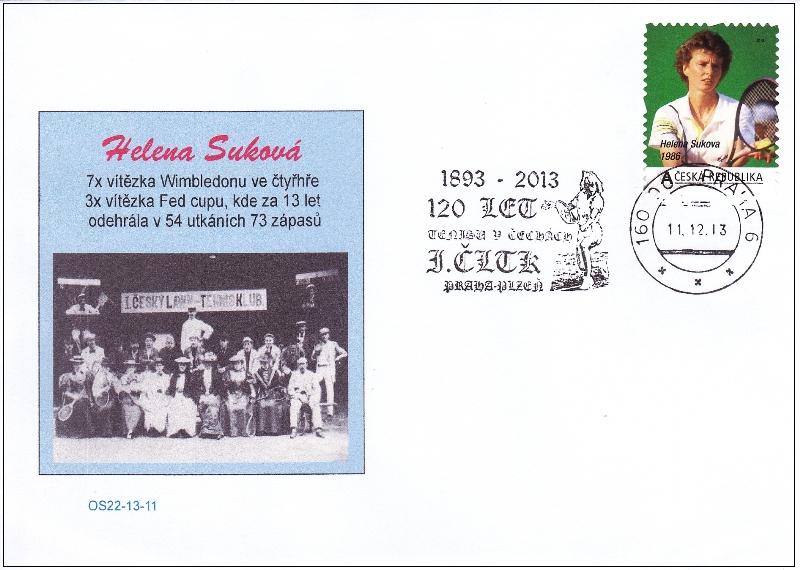 Helena Suková
7x vítězka Wimbledonu ve čtyřhře
3x vítězka Fed cupu, kde za 13 let
odehrála v 54 utkáních 73 zápasů
I. ČESKÝ LAWN-TENNIS KLUB.
OS22-13-11
1893 - 2013
120 LET
TENISU V ČECHÁCH
I. ČLTK
PRAHA-PLZEŇ
Helena Sukova
1986
A ČESKÁ REPUBLIKA
160 00 PRAHA 6
11.12.13